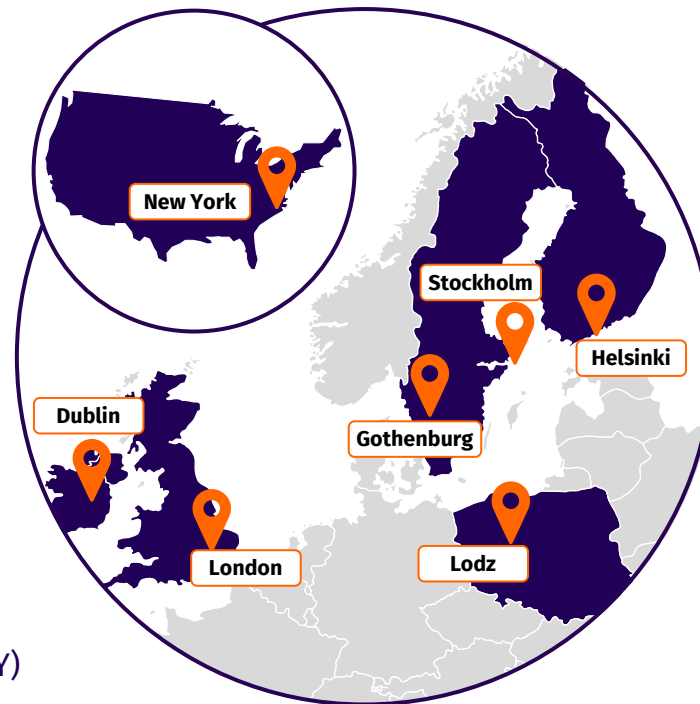 New York
Stockholm
Helsinki
Dublin
Gothenburg
London
Lodz
Y)